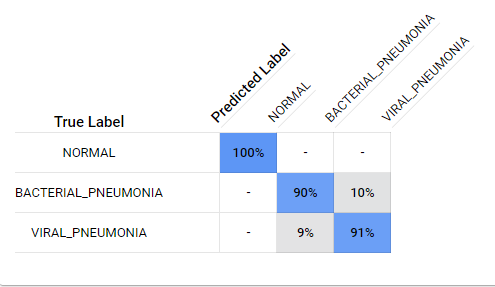 Predicted Label
NORMAL
BACTERIAL_PNEUMONIA
VIRAL_PNEUMONIA
True Label
NORMAL 100% - -
BACTERIAL_PNEUMONIA - 90% 10%
VIRAL_PNEUMONIA - 9% 91%